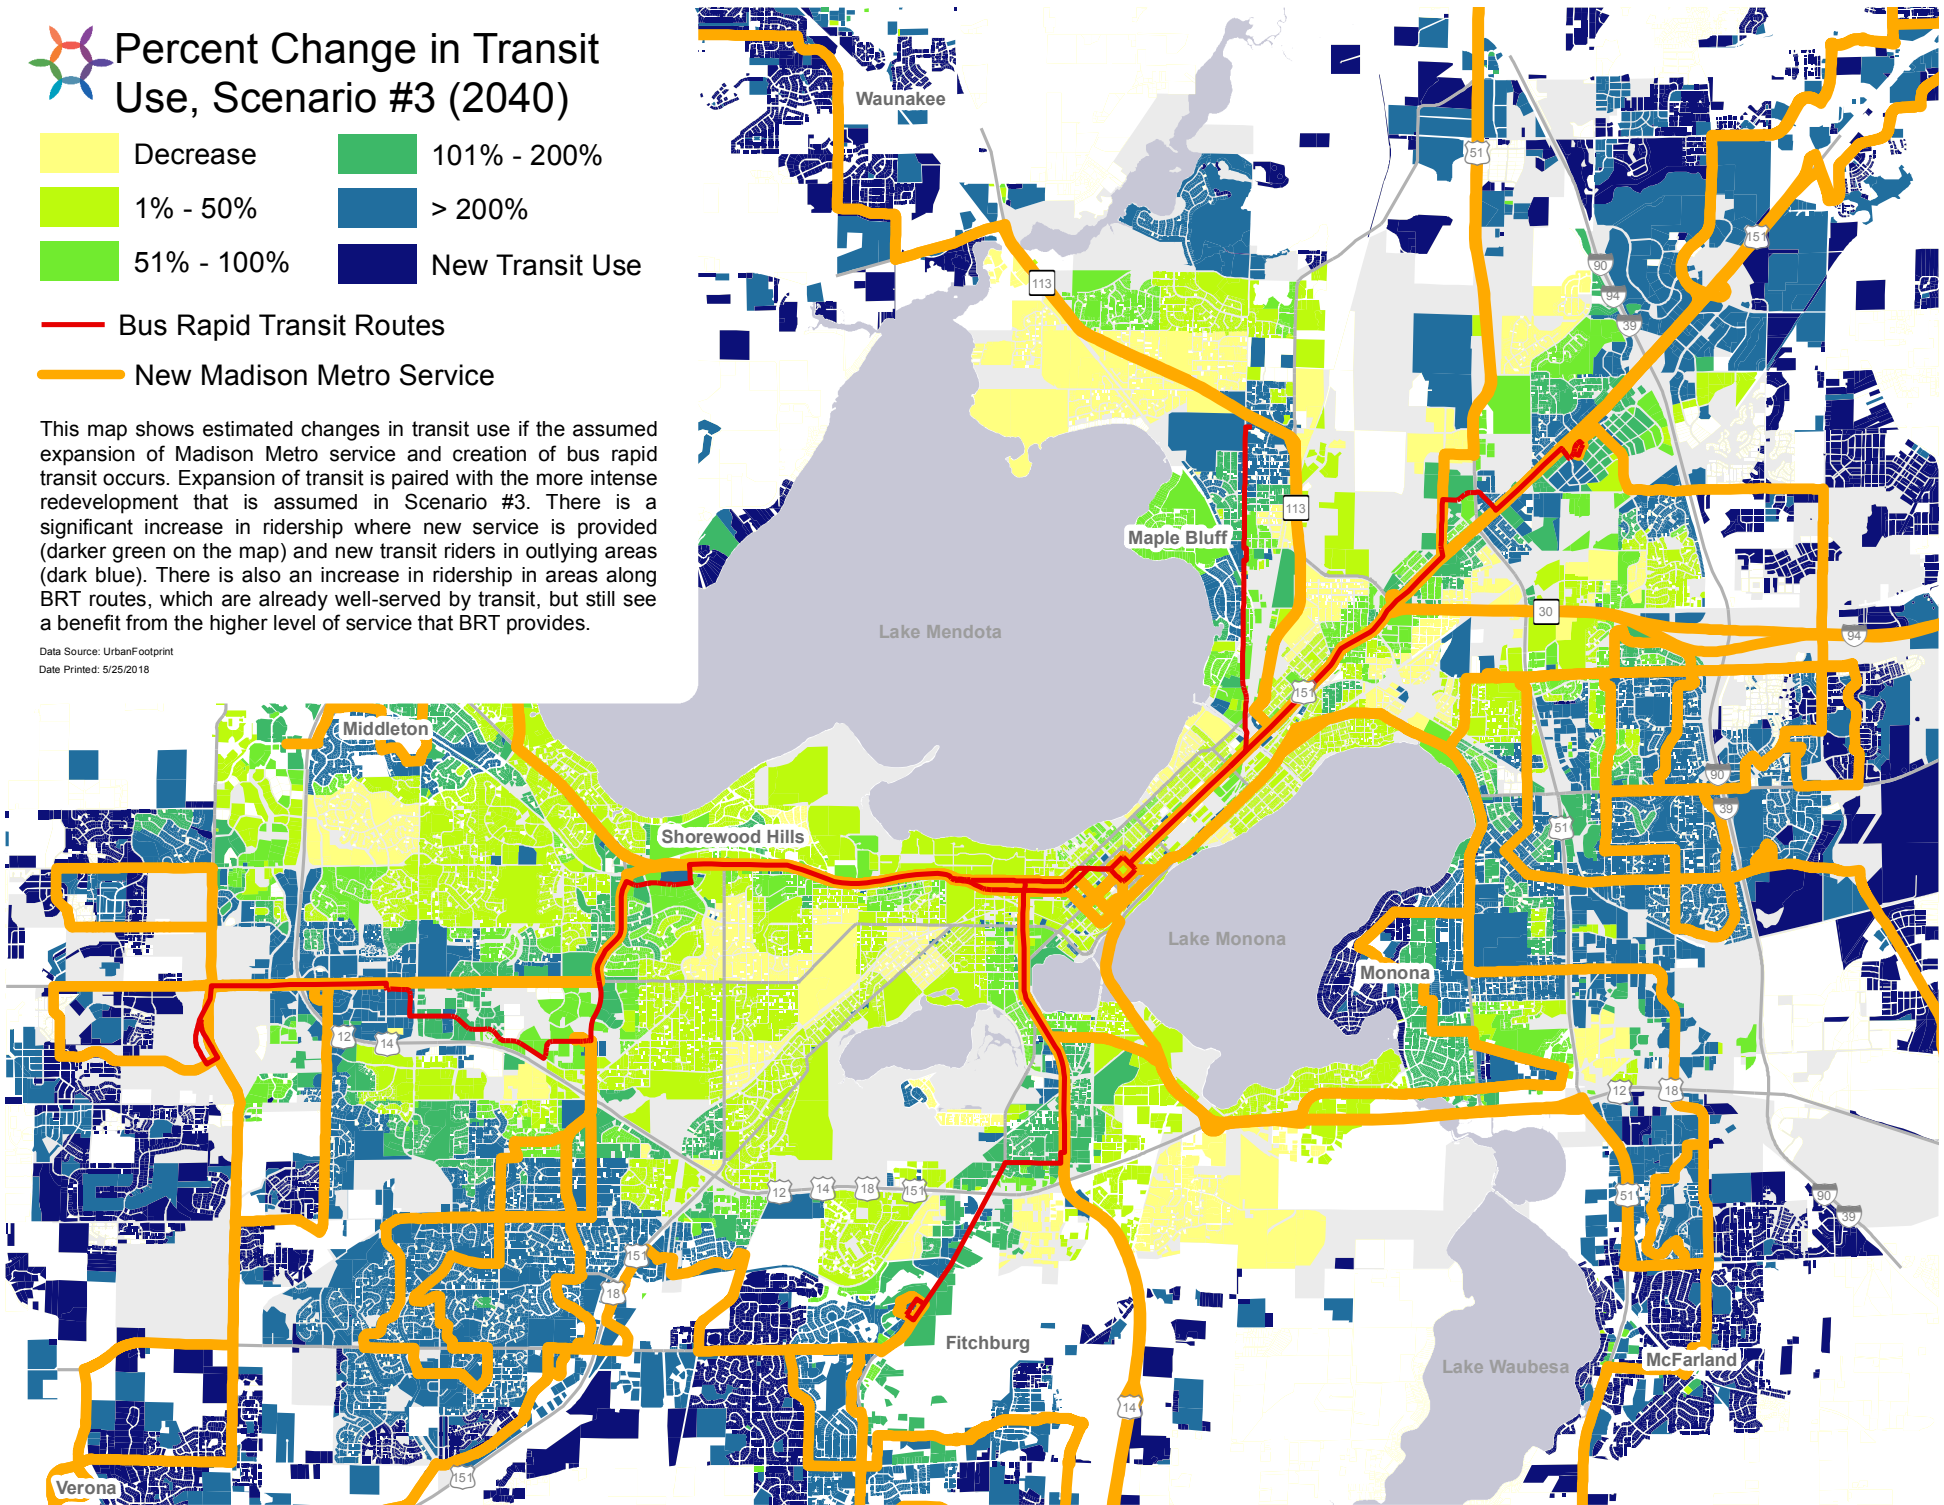 Percent Change in Transit
Use, Scenario #3 (2040)
Decrease
1% - 50%
51% - 100%
101% - 200%
> 200%
New Transit Use
Bus Rapid Transit Routes
New Madison Metro Service
This map shows estimated changes in transit use if the assumed
expansion of Madison Metro service and creation of bus rapid
transit occurs. Expansion of transit is paired with the more intense
redevelopment that is assumed in Scenario #3. There is a
significant increase in ridership where new service is provided
(darker green on the map) and new transit riders in outlying areas
(dark blue). There is also an increase in ridership in areas along
BRT routes, which are already well-served by transit, but still see
a benefit from the higher level of service that BRT provides.
Data Source: UrbanFootprint
Date Printed: 5/25/2018
Waunakee
51
151
90
94
39
113
113
Maple Bluff
30
94
Lake Mendota
151
Middleton
90
39
51
Shorewood Hills
Lake Monona
Monona
12
14
12
18
12
14
18
151
90
39
51
151
18
Fitchburg
Lake Waubesa
McFarland
14
151
Verona